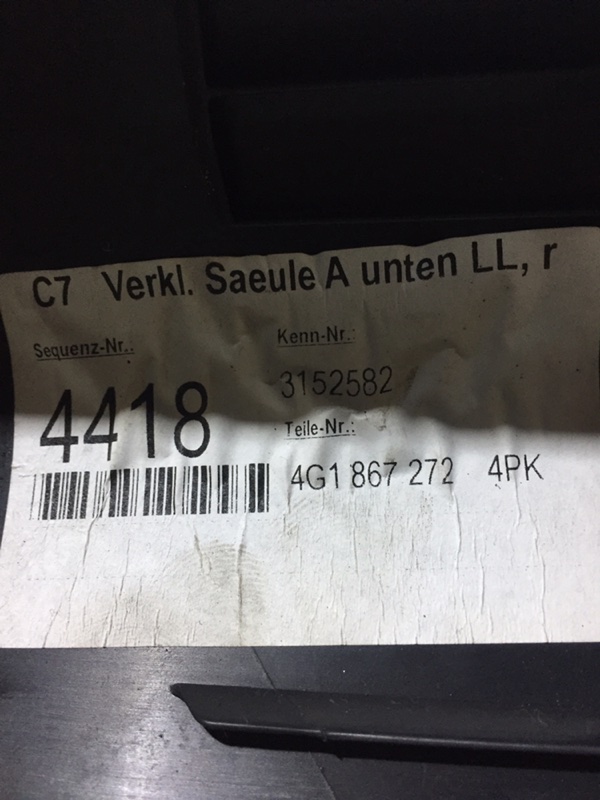 C7 Verkl. Saeule A unten LL, r
Sequenz-Nr.: Kenn-Nr.:
4418 3152582
Teile-Nr.:
4G1 867 272 4PK